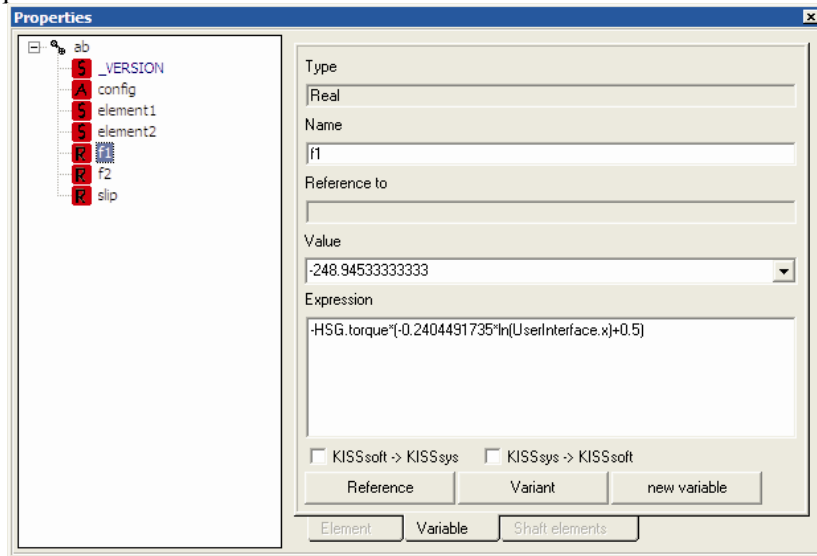 Properties
ab
S _VERSION
A config
S element1
S element2
R f1
R f2
R slip
Type
Real
Name
f1
Reference to
Value
-248.94533333333
Expression
-HSG.torque*(-0.2404491735*ln(UserInterface.x)+0.5)
KISSsoft -> KISSsys KISSsys -> KISSsoft
Reference Variant new variable
Element Variable Shaft elements